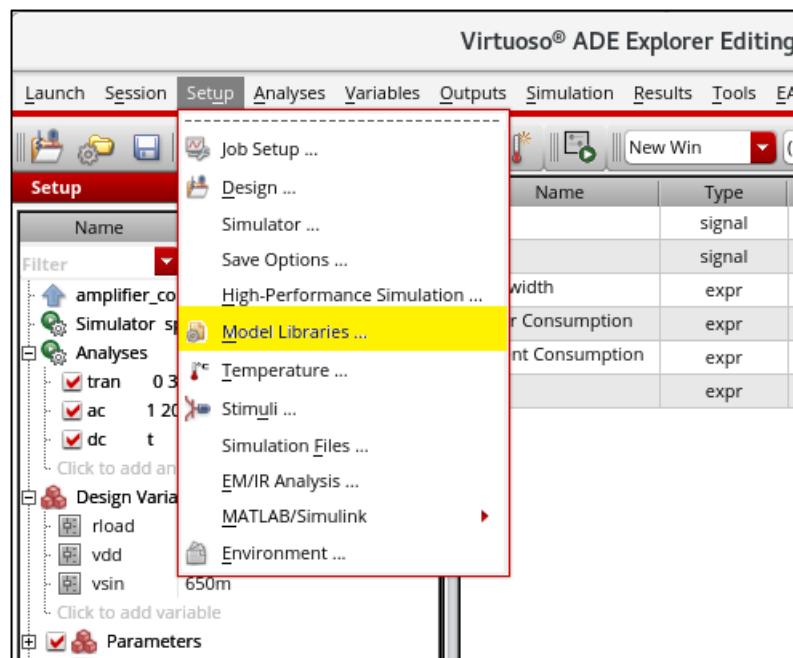 Virtuoso® ADE Explorer Editing
Launch Session Setup Analyses Variables Outputs Simulation Results Tools EA
New Win
Setup
Name
Filter
amplifier_co
Simulator sp
Analyses
tran 0 3
ac 1 20
dc t
Click to add an
Design Varia
rload
vdd
vsin 650m
Click to add variable
Parameters
Job Setup ...
Design ...
Simulator ...
Save Options ...
High-Performance Simulation ...
Model Libraries ...
Temperature ...
Stimuli ...
Simulation Files ...
EM/IR Analysis ...
MATLAB/Simulink
Environment ...
Name Type
signal
signal
width expr
r Consumption expr
nt Consumption expr
expr